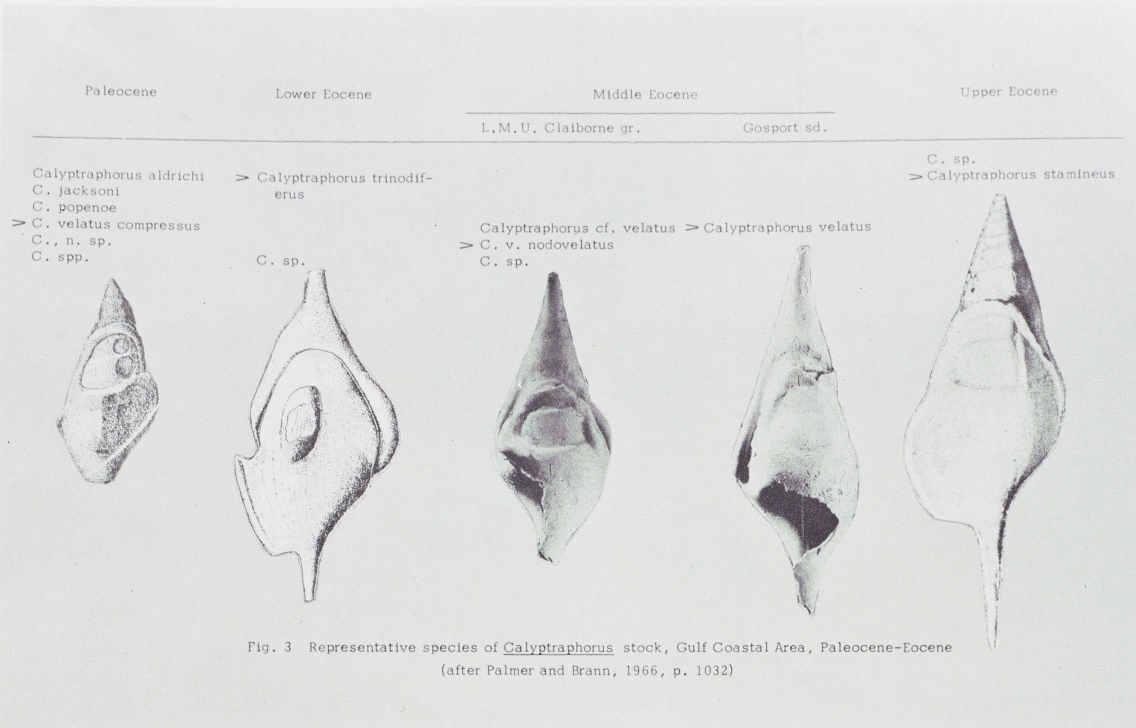 Paleocene
Lower Eocene
Middle Eocene
Upper Eocene
L.M.U. Claiborne gr.
Gosport sd.
Calyptraphorus aldrichi
C. jacksoni
C. popenoe
> C. velatus compressus
C., n. sp.
C. spp.
> Calyptraphorus trinodif-
erus
C. sp.
Calyptraphorus cf. velatus
> C. v. nodovelatus
C. sp.
> Calyptraphorus velatus
C. sp.
> Calyptraphorus stamineus
Fig. 3 Representative species of Calyptraphorus stock, Gulf Coastal Area, Paleocene-Eocene
(after Palmer and Brann, 1966, p. 1032)